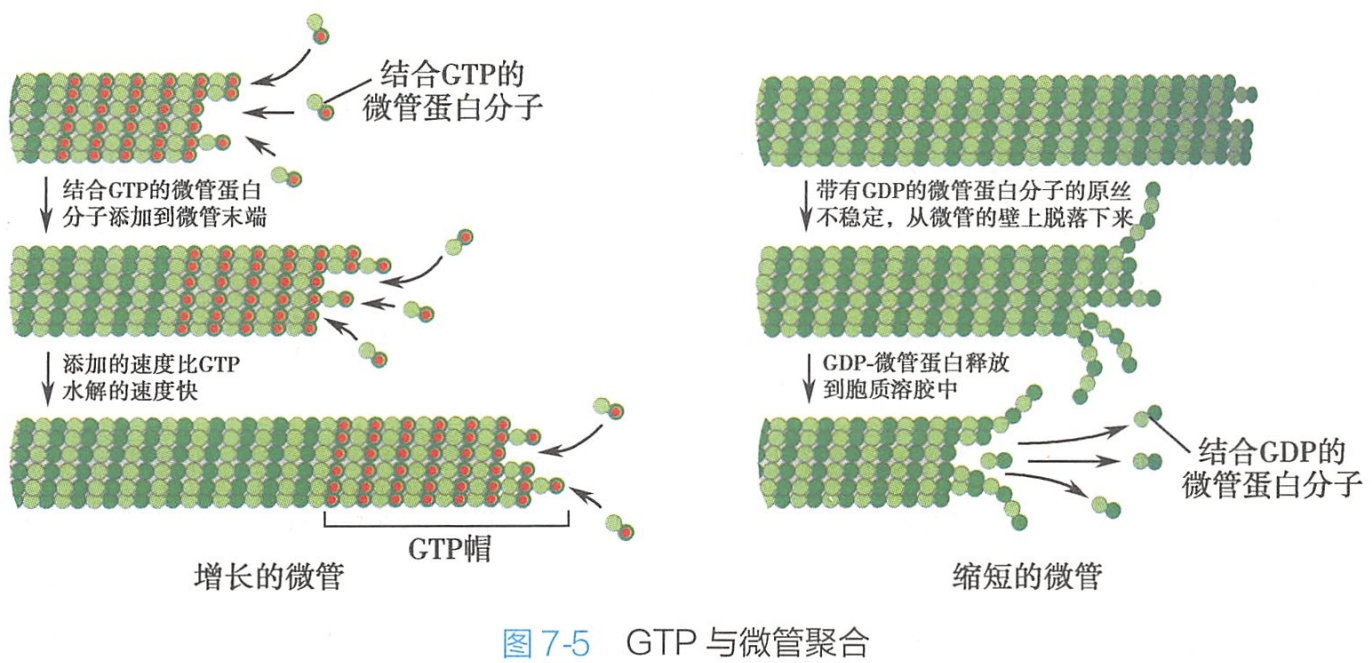 结合GTP的
微管蛋白分子
结合GTP的微管蛋白
分子添加到微管末端
添加的速度比GTP
水解的速度快
GTP帽
增长的微管
带有GDP的微管蛋白分子的原丝
不稳定，从微管的壁上脱落下来
GDP-微管蛋白释放
到胞质溶胶中
结合GDP的
微管蛋白分子
缩短的微管
图 7-5 GTP 与微管聚合